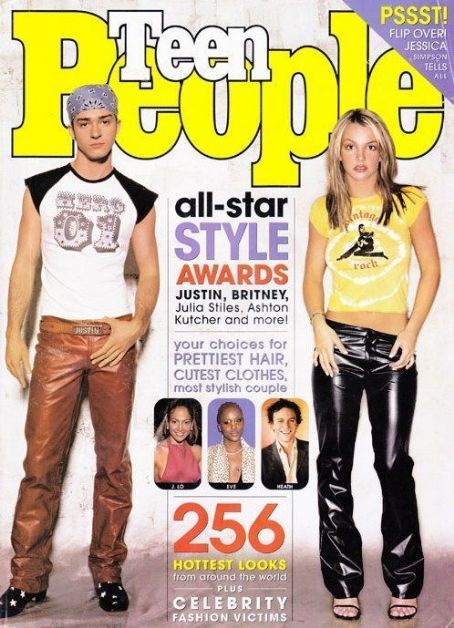 Teen
People
PSSST!
FLIP OVER!
JESSICA
SIMPSON
TELLS
ALL
all-star
STYLE
AWARDS
JUSTIN, BRITNEY,
Julia Stiles, Ashton
Kutcher and more!
your choices for
PRETTIEST HAIR,
CUTEST CLOTHES,
most stylish couple
J. LO
EVE
HEATH
256
HOTTEST LOOKS
from around the world
PLUS
CELEBRITY
FASHION VICTIMS
HERO
01
JUSTIN
vintage
rock